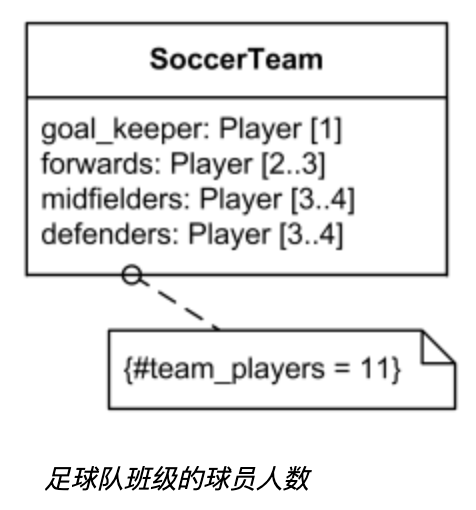 SoccerTeam
goal_keeper: Player [1]
forwards: Player [2..3]
midfielders: Player [3..4]
defenders: Player [3..4]
{#team_players = 11}
足球队班级的球员人数